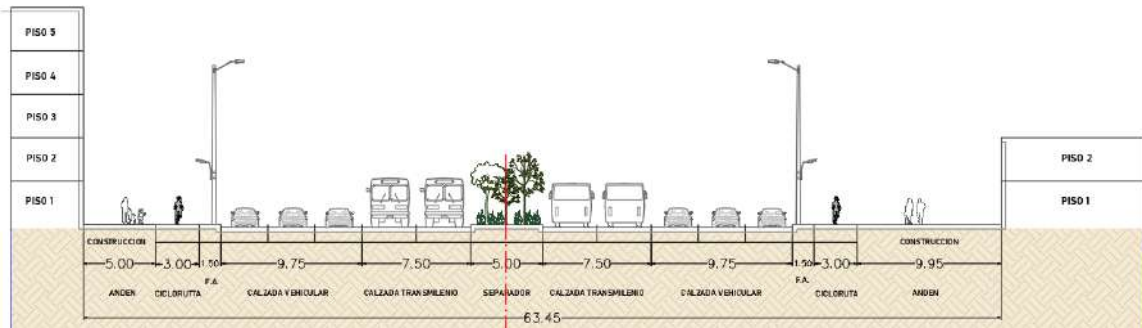 PISO 5
PISO 4
PISO 3
PISO 2
PISO 1
PISO 2
PISO 1
CONSTRUCCION
CONSTRUCCION
5.00 3.00 1.50 9.75 7.50 5.00 7.50 9.75 1.50 3.00 9.95
F.A. F.A.
ANDEN CICLORUTTA CALZADA VEHICULAR CALZADA TRANSMILENIO SEPARADOR CALZADA TRANSMILENIO CALZADA VEHICULAR CICLORUTA ANDEN
63.45